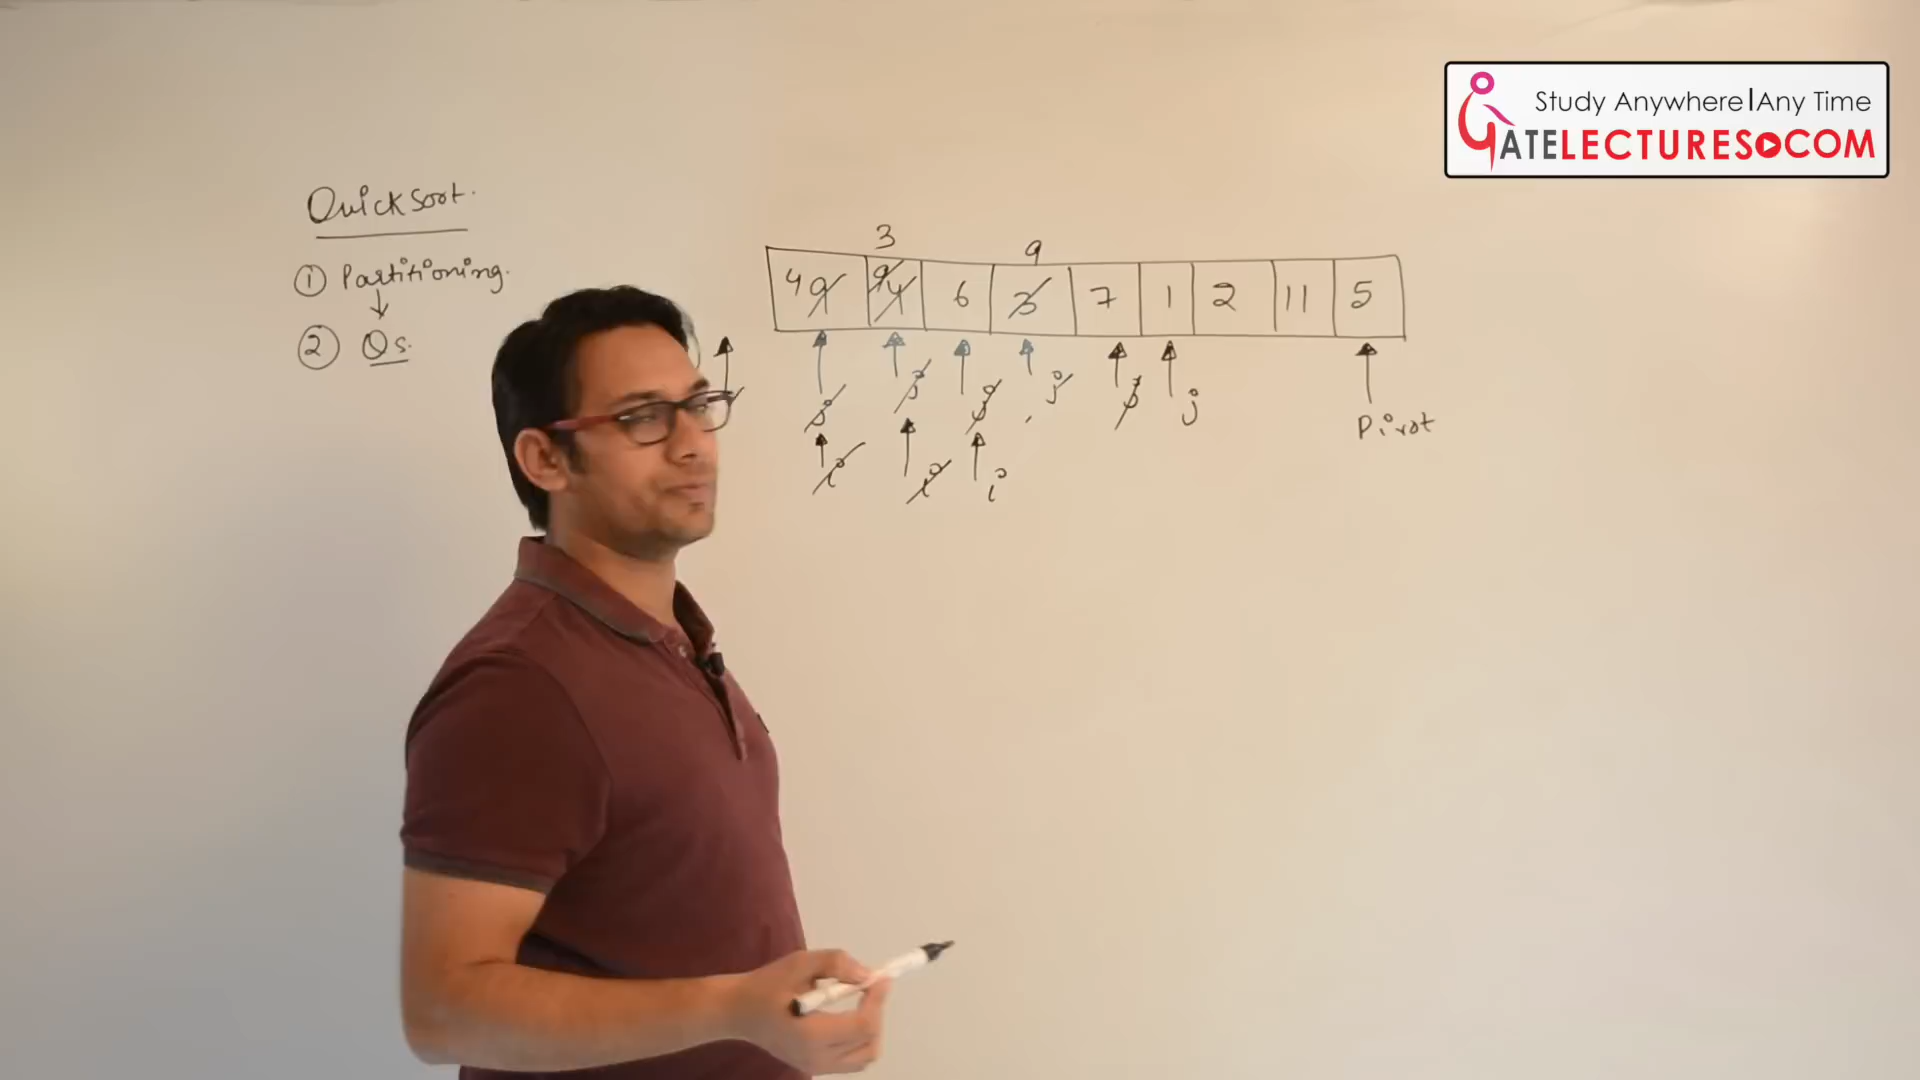 Study Anywhere|Any Time
GATELECTURES.COM
Quicksort.
① Partitioning.
② Qs.
3 9
4 9 9 4 6 3 7 1 2 11 5
j j j j j j
i i i
Pivot